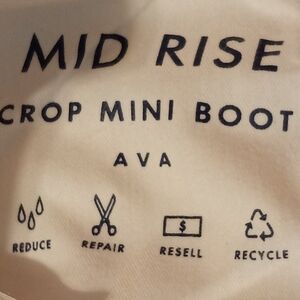 MID RISE
CROP MINI BOOT
AVA
$
REDUCE REPAIR RESELL RECYCLE